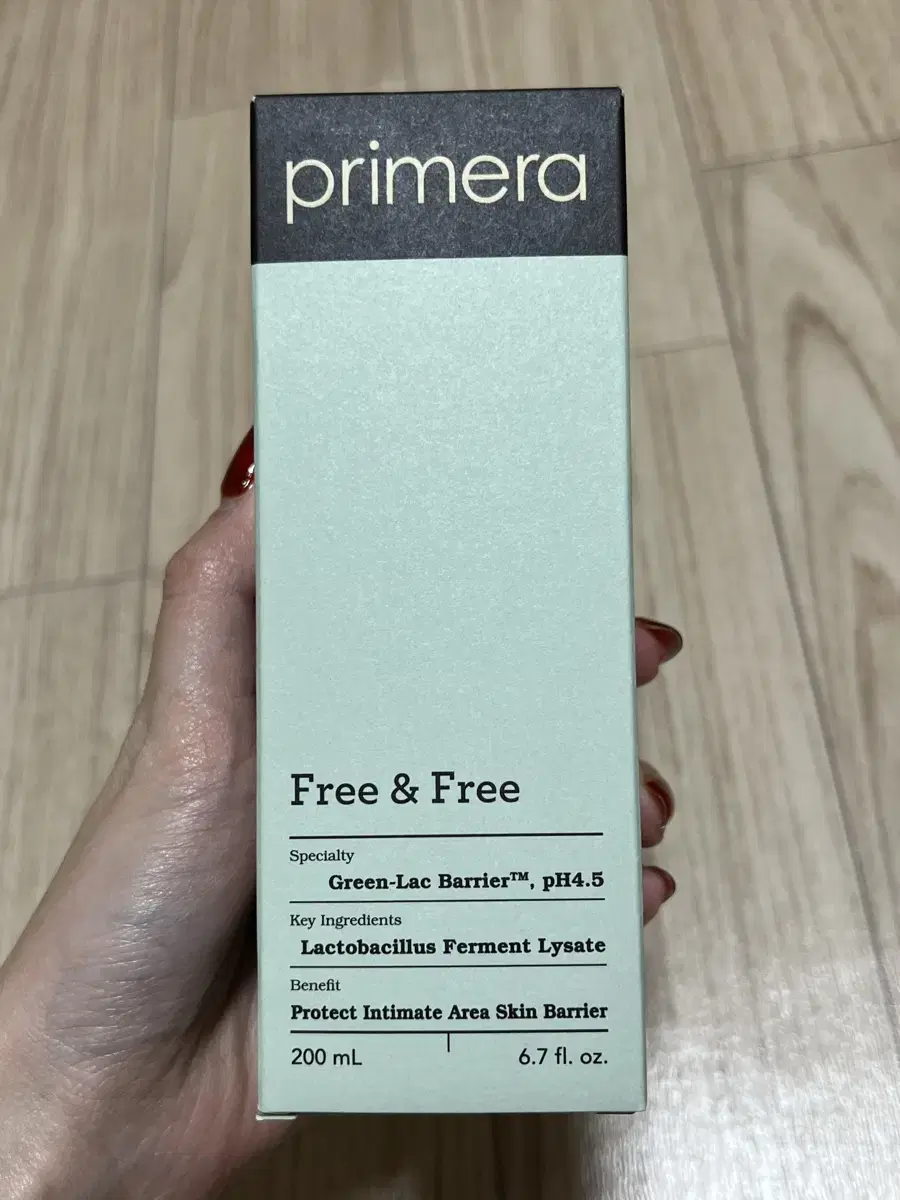 primera
Free & Free
Specialty
Green-Lac Barrier™, pH4.5
Key Ingredients
Lactobacillus Ferment Lysate
Benefit
Protect Intimate Area Skin Barrier
200 mL 6.7 fl. oz.